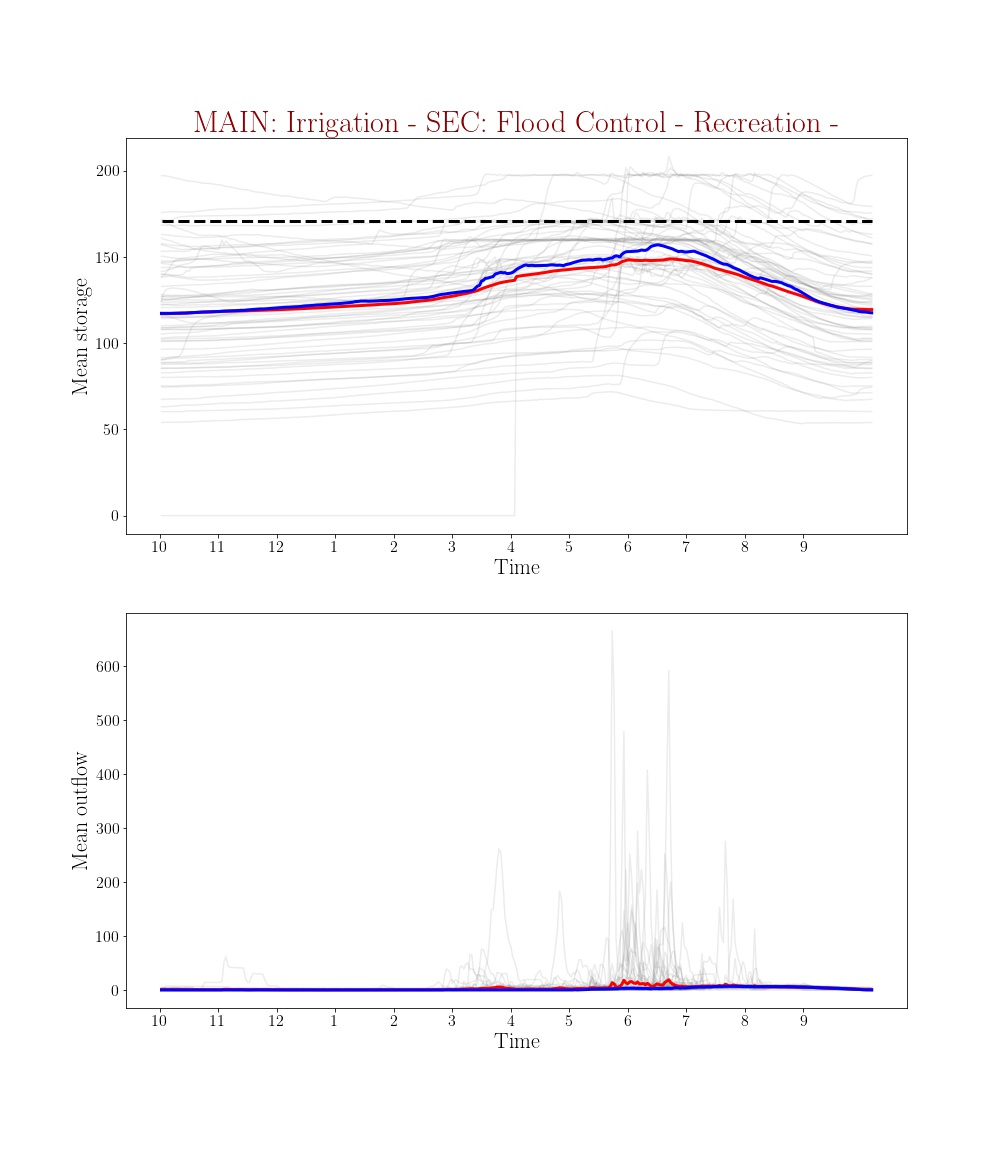 MAIN: Irrigation - SEC: Flood Control - Recreation -
Mean storage
200
150
100
50
0
10 11 12 1 2 3 4 5 6 7 8 9
Time
Mean outflow
600
500
400
300
200
100
0
10 11 12 1 2 3 4 5 6 7 8 9
Time